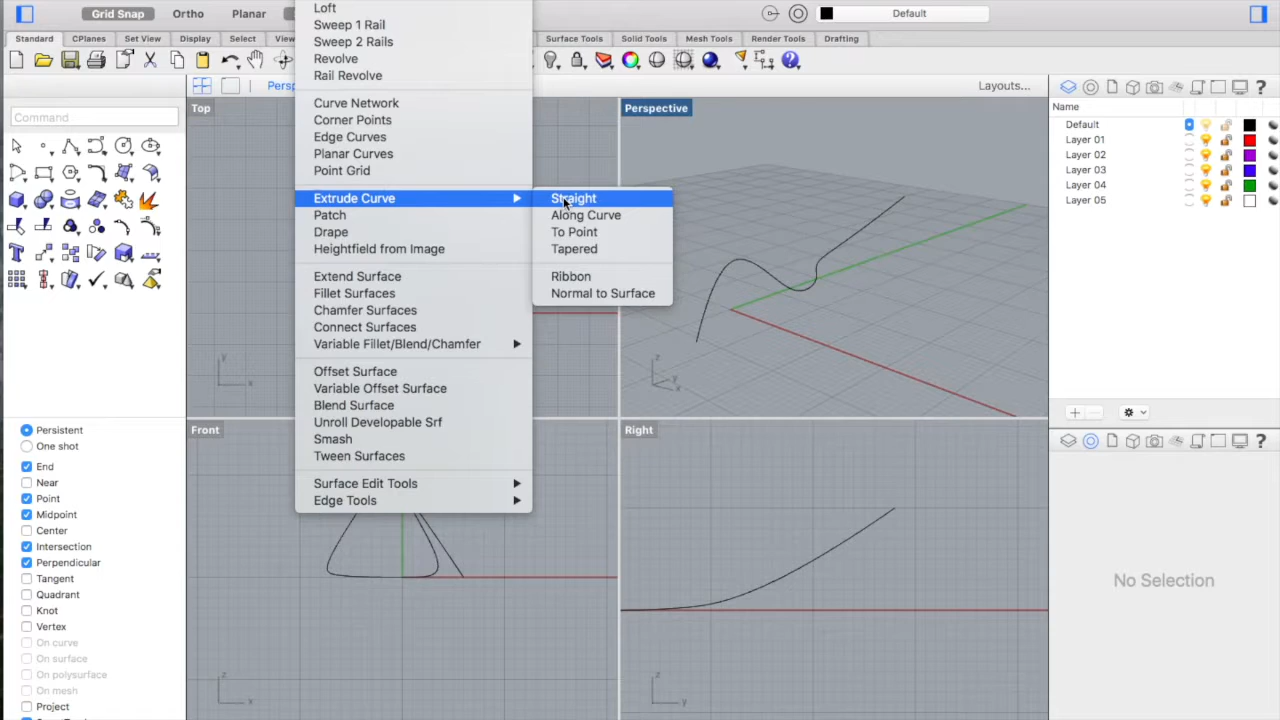 Grid Snap Ortho Planar Default
Standard CPlanes Set View Display Select View Surface Tools Solid Tools Mesh Tools Render Tools Drafting
Persp Layouts...
Command
Loft
Sweep 1 Rail
Sweep 2 Rails
Revolve
Rail Revolve
Curve Network
Corner Points
Edge Curves
Planar Curves
Point Grid
Extrude Curve
Patch
Drape
Heightfield from Image
Extend Surface
Fillet Surfaces
Chamfer Surfaces
Connect Surfaces
Variable Fillet/Blend/Chamfer
Offset Surface
Variable Offset Surface
Blend Surface
Unroll Developable Srf
Smash
Tween Surfaces
Surface Edit Tools
Edge Tools
Straight
Along Curve
To Point
Tapered
Ribbon
Normal to Surface
Top
Perspective
Front
Right
y
x
z
y
x
z
x
z
y
Name
Default
Layer 01
Layer 02
Layer 03
Layer 04
Layer 05
No Selection
Persistent
One shot
End
Near
Point
Midpoint
Center
Intersection
Perpendicular
Tangent
Quadrant
Knot
Vertex
On curve
On surface
On polysurface
On mesh
Project